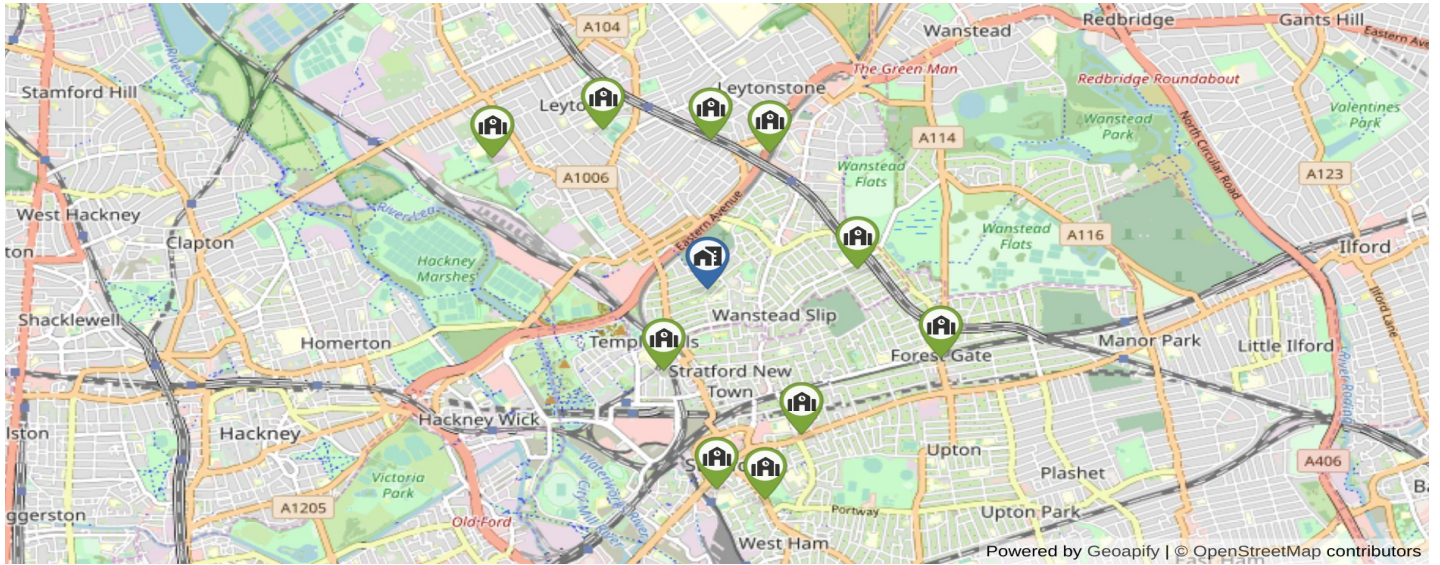 Redbridge
Gants Hill
A104
Wanstead
Eastern Ave
The Green Man
Redbridge Roundabout
Stamford Hill
Leytonstone
Valentines
Park
Wanstead
Park
North Circular Road
A114
Wanstead
Flats
A1006
A123
River Lea
West Hackney
Clapton
Eastern Avenue
Wanstead
Flats
A116
Ilford
Hackney
Marshes
Ilford Lane
Shacklewell
Wanstead Slip
Homerton
Forest Gate
Manor Park
Little Ilford
Stratford New
Town
Hackney Wick
Hackney
Upton
Victoria
Park
Plashet
A406
A1205
Old Ford
Portway
Upton Park
West Ham
Powered by Geoapify | © OpenStreetMap contributors